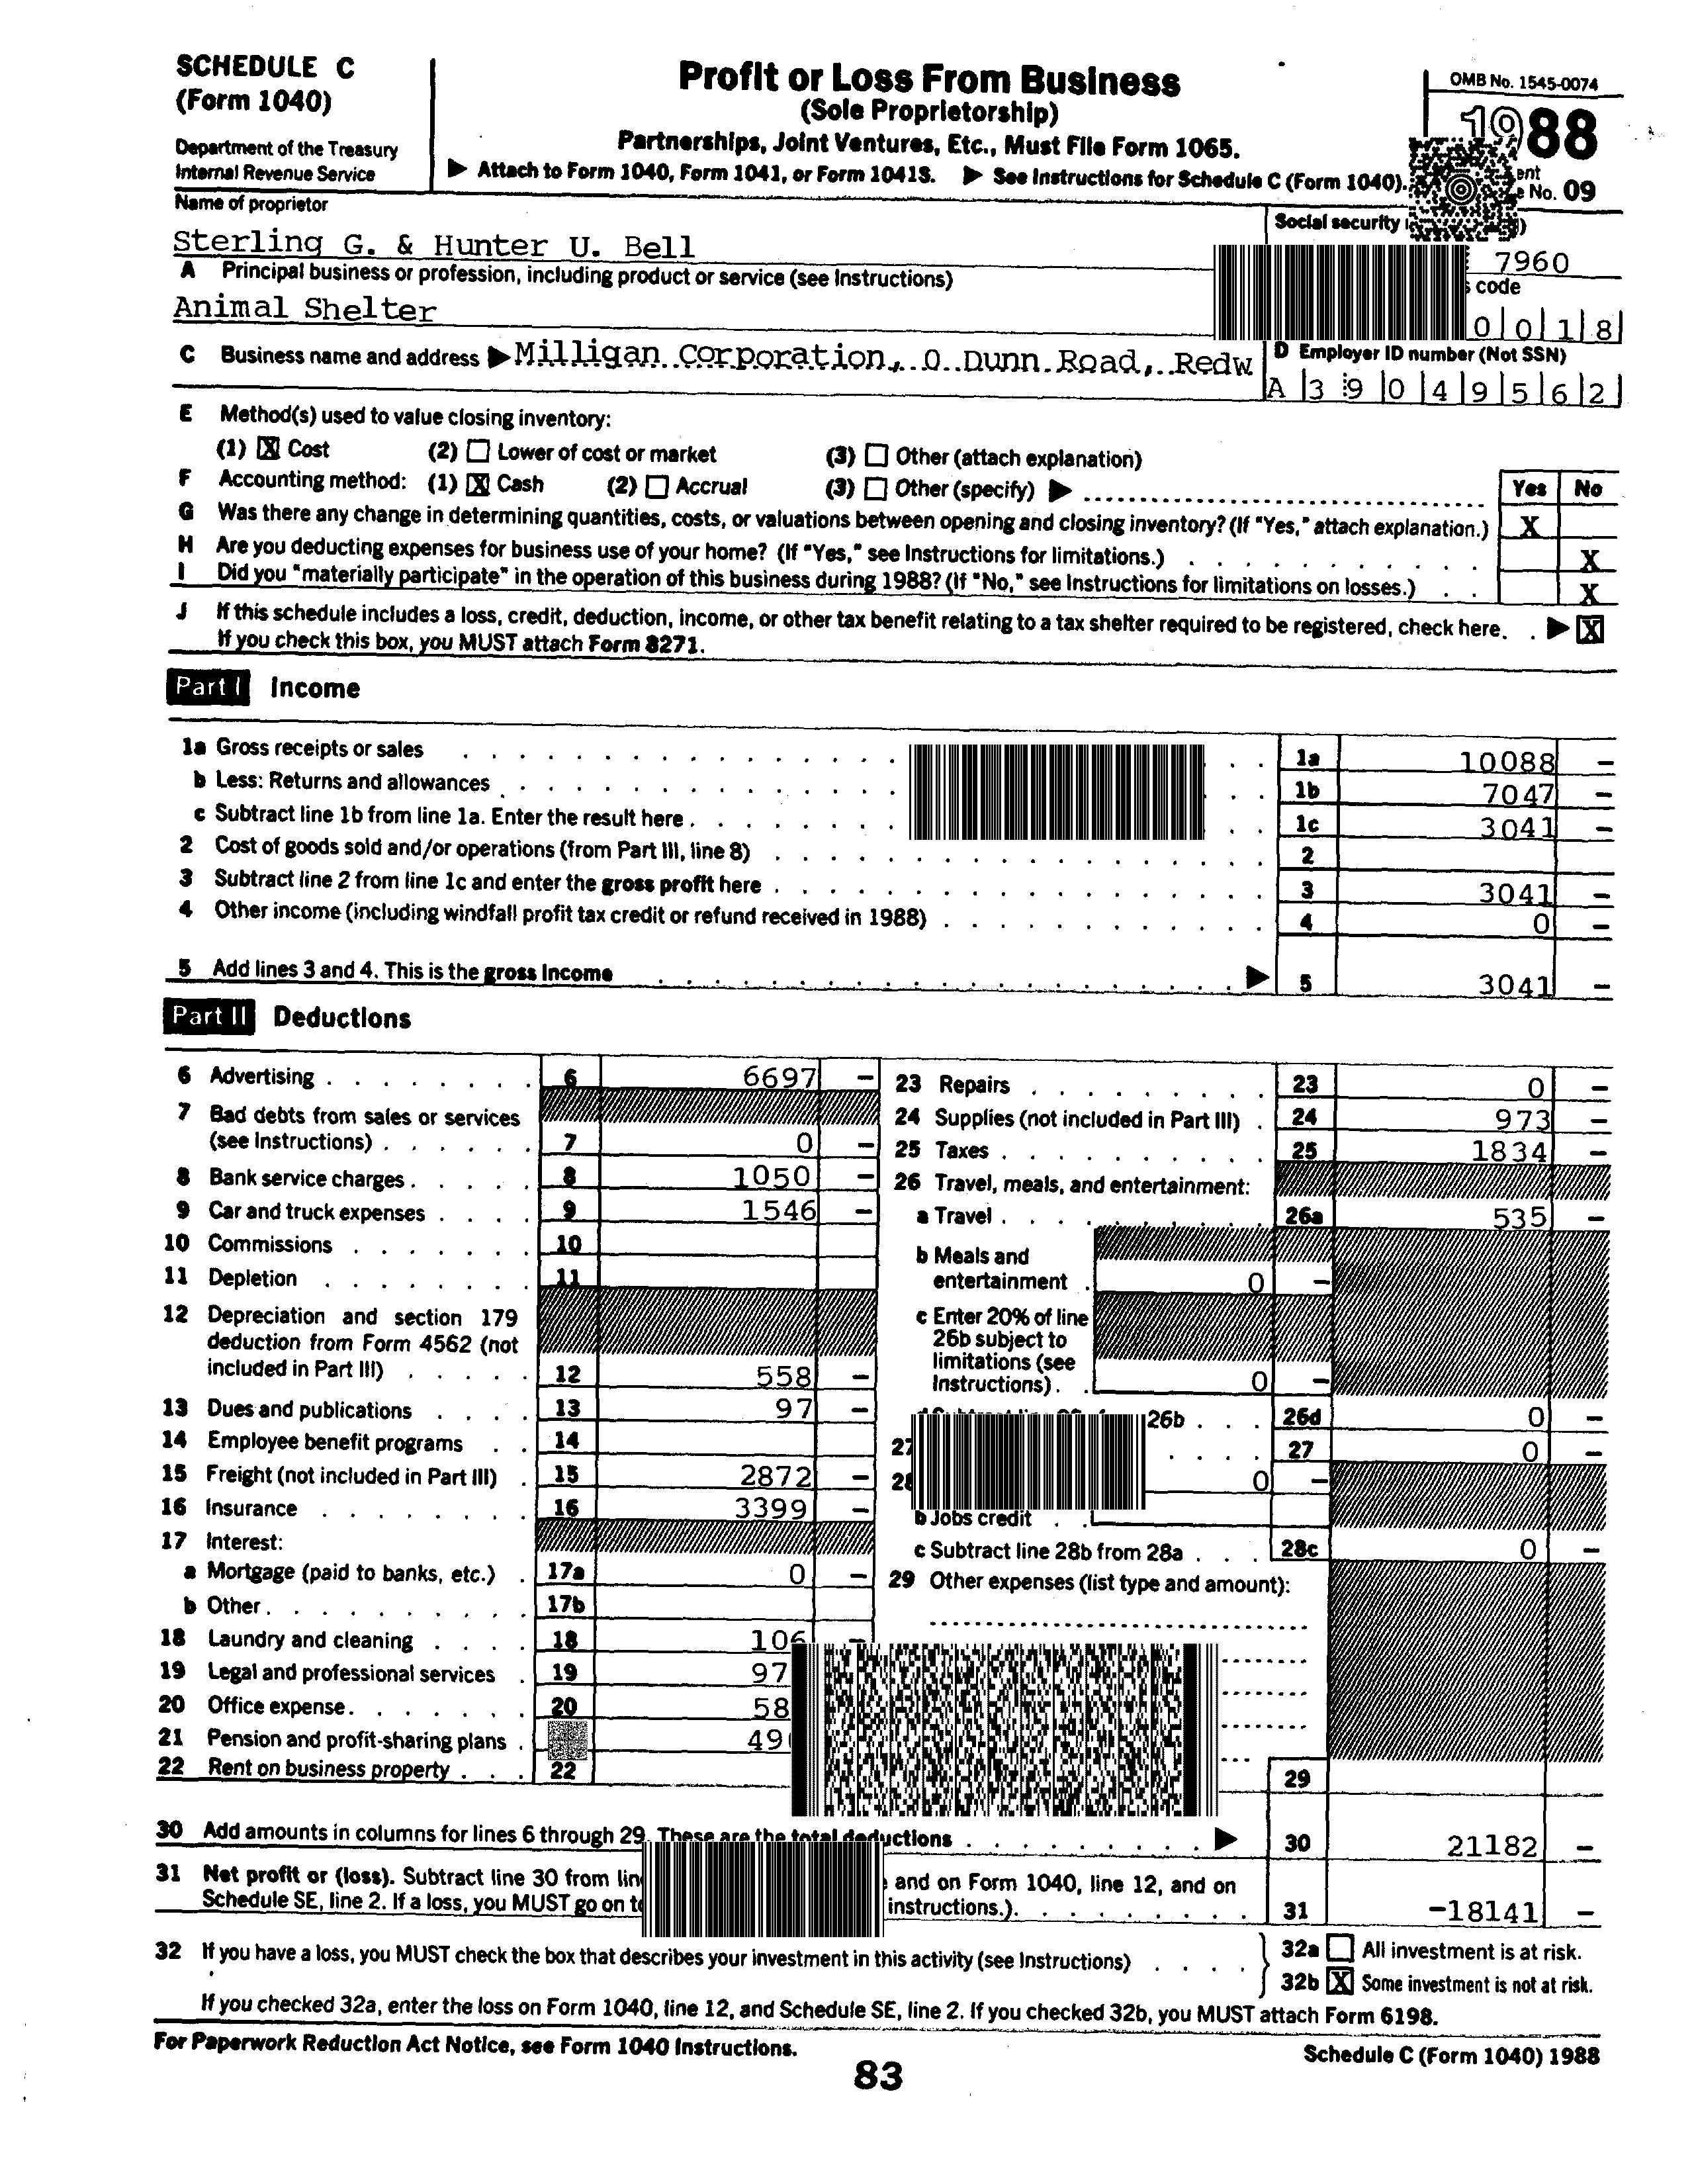 SCHEDULE C
(Form 1040)
Department of the Treasury
Internal Revenue Service
Profit or Loss From Business
(Sole Proprietorship)
Partnerships, Joint Ventures, Etc., Must File Form 1065.
▶ Attach to Form 1040, Form 1041, or Form 1041S. ▶ See Instructions for Schedule C (Form 1040).
OMB No. 1545-0074
1988
No. 09
Name of proprietor
Social security
Sterling G. & Hunter U. Bell
7960
A Principal business or profession, including product or service (see Instructions)
code
Animal Shelter
0 0 1 8
C Business name and address ▶ Milligan Corporation, 0 Dunn Road, Redw
D Employer ID number (Not SSN)
A 3 9 0 4 9 5 6 2
E Method(s) used to value closing inventory:
(1) X Cost (2) Lower of cost or market (3) Other (attach explanation)
F Accounting method: (1) X Cash (2) Accrual (3) Other (specify) ▶
Yes No
G Was there any change in determining quantities, costs, or valuations between opening and closing inventory? (If "Yes," attach explanation.) X
H Are you deducting expenses for business use of your home? (If "Yes," see Instructions for limitations.) X
I Did you "materially participate" in the operation of this business during 1988? (If "No," see Instructions for limitations on losses.) X
J If this schedule includes a loss, credit, deduction, income, or other tax benefit relating to a tax shelter required to be registered, check here. ▶ X
If you check this box, you MUST attach Form 8271.
Part I Income
1a Gross receipts or sales 1a 10088 –
b Less: Returns and allowances 1b 7047 –
c Subtract line 1b from line 1a. Enter the result here 1c 3041 –
2 Cost of goods sold and/or operations (from Part III, line 8) 2
3 Subtract line 2 from line 1c and enter the gross profit here 3 3041 –
4 Other income (including windfall profit tax credit or refund received in 1988) 4 0 –
5 Add lines 3 and 4. This is the gross income ▶ 5 3041 –
Part II Deductions
6 Advertising 6 6697 –
7 Bad debts from sales or services
(see Instructions) 7 0 –
8 Bank service charges 8 1050 –
9 Car and truck expenses 9 1546 –
10 Commissions 10
11 Depletion 11
12 Depreciation and section 179
deduction from Form 4562 (not
included in Part III) 12 558 –
13 Dues and publications 13 97 –
14 Employee benefit programs 14
15 Freight (not included in Part III) 15 2872 –
16 Insurance 16 3399 –
17 Interest:
a Mortgage (paid to banks, etc.) 17a 0 –
b Other 17b
18 Laundry and cleaning 18 106 –
19 Legal and professional services 19 97
20 Office expense 20 58
21 Pension and profit-sharing plans 49
22 Rent on business property 22
23 Repairs 23 0 –
24 Supplies (not included in Part III) 24 973 –
25 Taxes 25 1834 –
26 Travel, meals, and entertainment:
a Travel 26a 535 –
b Meals and
entertainment 0 –
c Enter 20% of line
26b subject to
limitations (see
Instructions) 0 –
26b 26d 0 –
27 27 0 –
0 –
b Jobs credit
c Subtract line 28b from 28a 28c 0 –
29 Other expenses (list type and amount):
29
30 Add amounts in columns for lines 6 through 29. These are the total deductions ▶ 30 21182 –
31 Net profit or (loss). Subtract line 30 from and on Form 1040, line 12, and on
Schedule SE, line 2. If a loss, you MUST go on instructions.) 31 -18141 –
32 If you have a loss, you MUST check the box that describes your investment in this activity (see Instructions)
32a All investment is at risk.
32b X Some investment is not at risk.
If you checked 32a, enter the loss on Form 1040, line 12, and Schedule SE, line 2. If you checked 32b, you MUST attach Form 6198.
For Paperwork Reduction Act Notice, see Form 1040 Instructions.
Schedule C (Form 1040) 1988
83